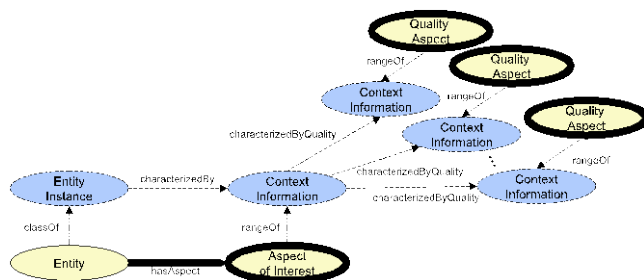 Quality
Aspect
rangeOf
Quality
Aspect
Context
Information
rangeOf
Quality
Aspect
characterizedByQuality
Context
Information
rangeOf
Entity
Instance
characterizedBy
Context
Information
characterizedByQuality
Context
Information
characterizedByQuality
classOf
rangeOf
Entity
hasAspect
Aspect
of Interest